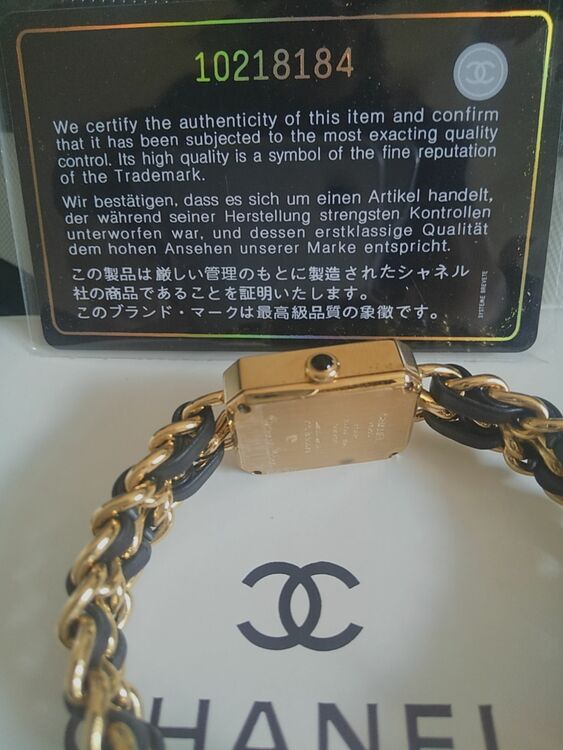 10218184
We certify the authenticity of this item and confirm
that it has been subjected to the most exacting quality
control. Its high quality is a symbol of the fine reputation
of the Trademark.
Wir bestätigen, dass es sich um einen Artikel handelt,
der während seiner Herstellung strengsten Kontrollen
unterworfen war, und dessen erstklassige Qualität
dem hohen Ansehen unserer Marke entspricht.
この製品は厳しい管理のもとに製造されたシャネル
社の商品であることを証明いたします。
このブランド・マークは最高級品質の象徴です。
SYSTEME BREVETE
HANEL